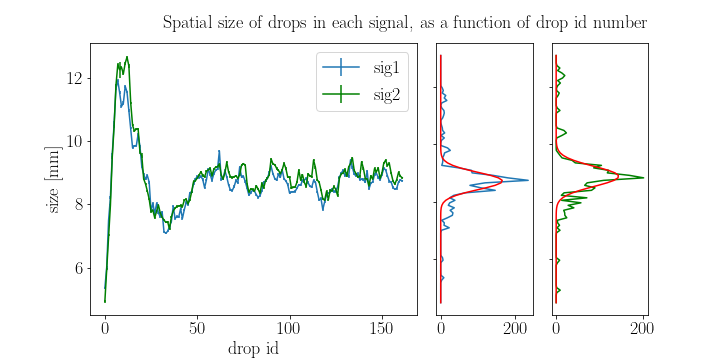 Spatial size of drops in each signal, as a function of drop id number
sig1
sig2
12
10
8
6
size [mm]
0 50 100 150
drop id
0 200
0 200